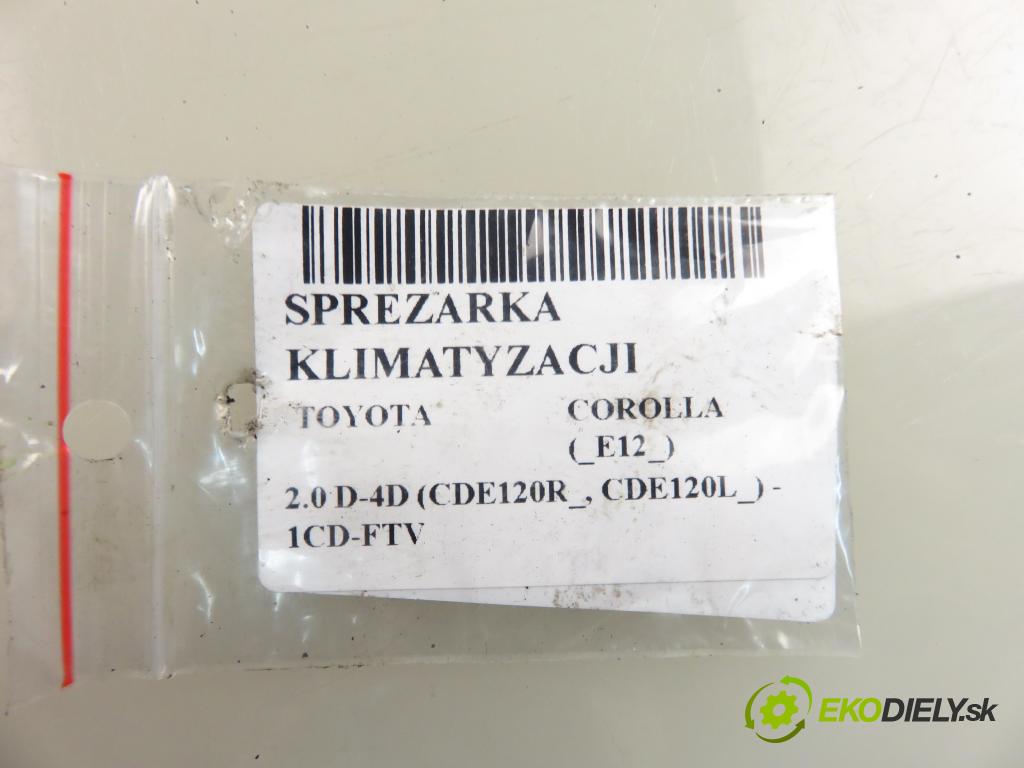 SPREZARKA
KLIMATYZACJI
TOYOTA COROLLA
(_E12_)
2.0 D-4D (CDE120R_, CDE120L_) -
1CD-FTV
EKODIELY.sk